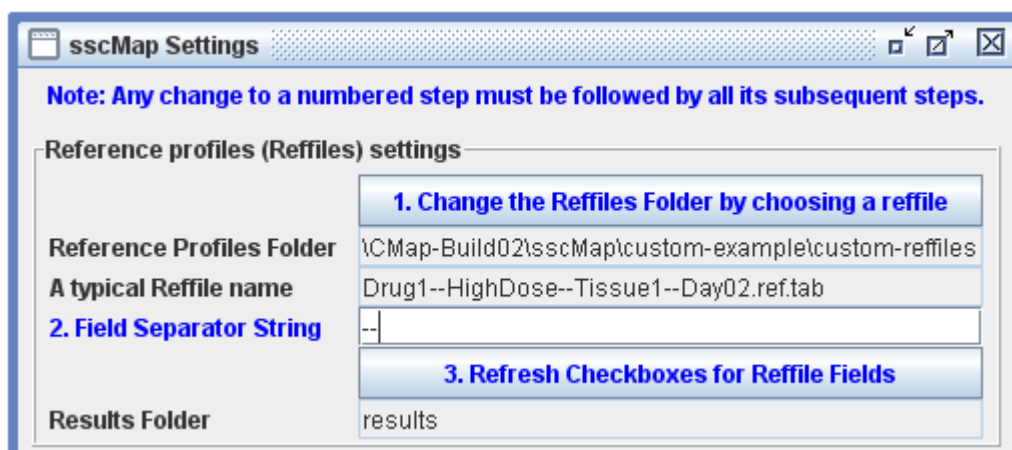 sscMap Settings
Note: Any change to a numbered step must be followed by all its subsequent steps.
Reference profiles (Reffiles) settings
1. Change the Reffiles Folder by choosing a reffile
Reference Profiles Folder \CMap-Build02\sscMap\custom-example\custom-reffiles
A typical Reffile name Drug1--HighDose--Tissue1--Day02.ref.tab
2. Field Separator String --
3. Refresh Checkboxes for Reffile Fields
Results Folder results